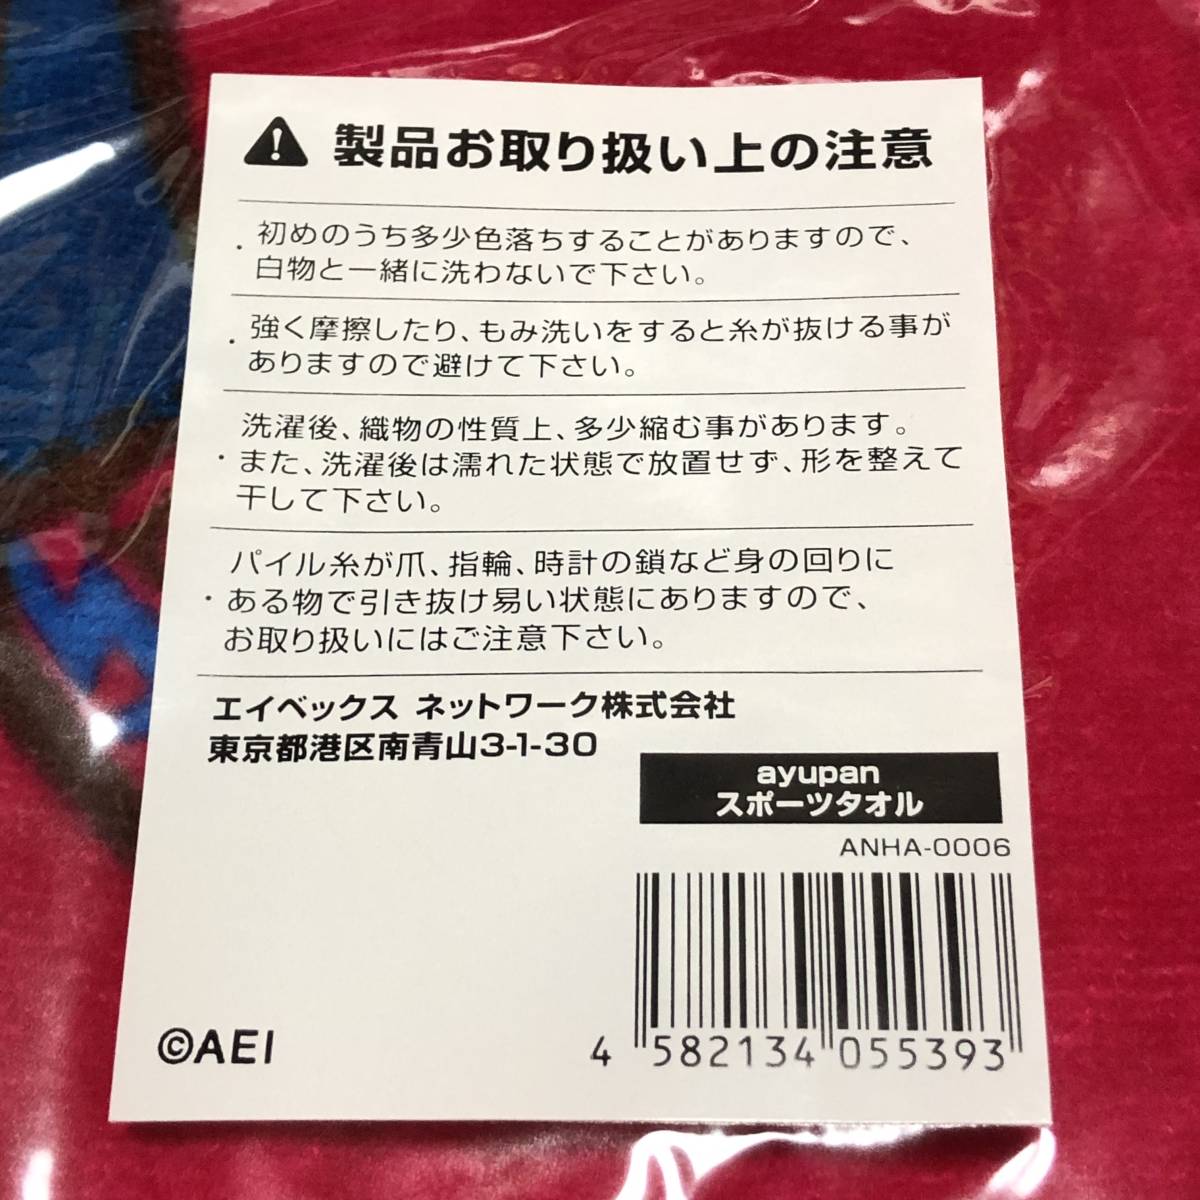 製品お取り扱い上の注意
・初めのうち多少色落ちすることがありますので、
白物と一緒に洗わないで下さい。
・強く摩擦したり、もみ洗いをすると糸が抜ける事が
ありますので避けて下さい。
洗濯後、織物の性質上、多少縮む事があります。
・また、洗濯後は濡れた状態で放置せず、形を整えて
干して下さい。
パイル糸が爪、指輪、時計の鎖など身の回りに
・ある物で引き抜け易い状態にありますので、
お取り扱いにはご注意下さい。
エイベックス ネットワーク株式会社
東京都港区南青山3-1-30
ayupan
スポーツタオル
ANHA-0006
4 582134 055393
©AEI